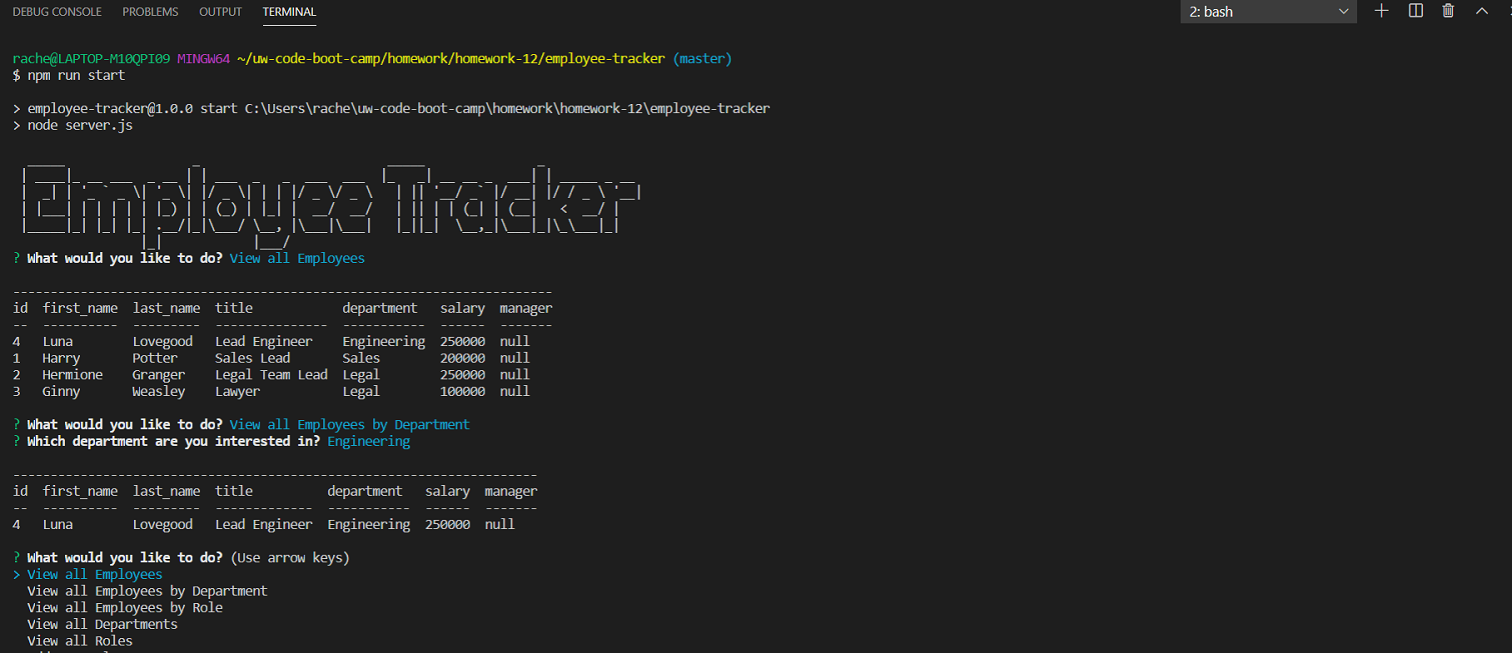 DEBUG CONSOLE PROBLEMS OUTPUT TERMINAL 2: bash
rache@LAPTOP-M10QPI09 MINGW64 ~/uw-code-boot-camp/homework/homework-12/employee-tracker (master)
$ npm run start
> employee-tracker@1.0.0 start C:\Users\rache\uw-code-boot-camp\homework\homework-12\employee-tracker
> node server.js
Employee Tracker
? What would you like to do? View all Employees
---
id first_name last_name title department salary manager
-- ---------- --------- --------------- ----------- ------ -------
4 Luna Lovegood Lead Engineer Engineering 250000 null
1 Harry Potter Sales Lead Sales 200000 null
2 Hermione Granger Legal Team Lead Legal 250000 null
3 Ginny Weasley Lawyer Legal 100000 null
? What would you like to do? View all Employees by Department
? Which department are you interested in? Engineering
---
id first_name last_name title department salary manager
-- ---------- --------- ------------- ----------- ------ -------
4 Luna Lovegood Lead Engineer Engineering 250000 null
? What would you like to do? (Use arrow keys)
> View all Employees
View all Employees by Department
View all Employees by Role
View all Departments
View all Roles